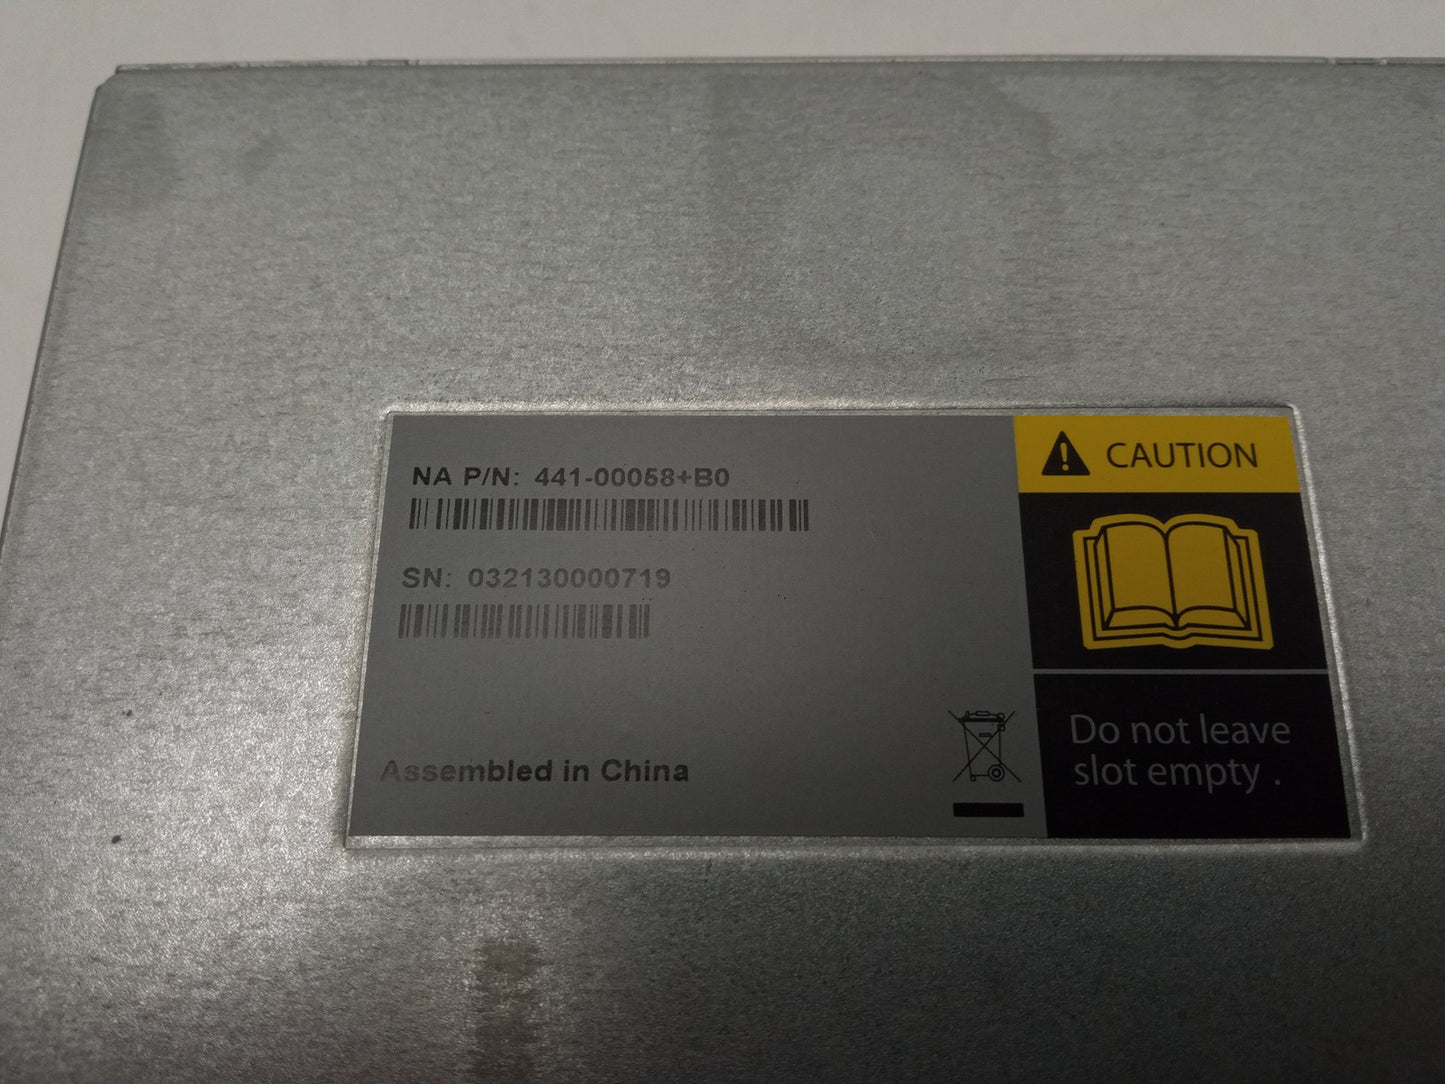 NA P/N: 441-00058+B0
SN: 032130000719
Assembled in China
CAUTION
Do not leave
slot empty .